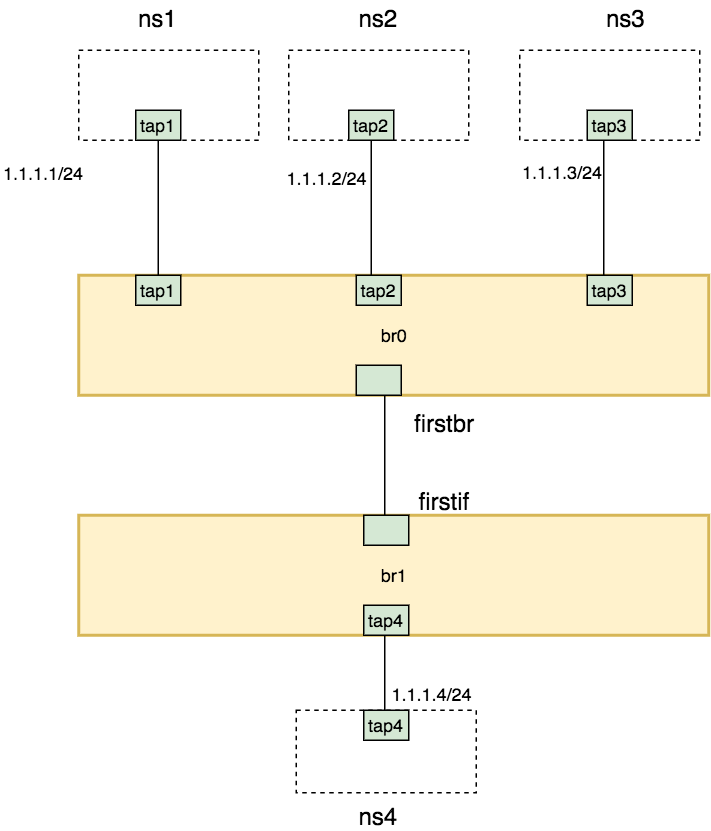 ns1
ns2
ns3
tap1
tap2
tap3
1.1.1.1/24
1.1.1.2/24
1.1.1.3/24
tap1
tap2
tap3
br0
firstbr
firstif
br1
tap4
1.1.1.4/24
tap4
ns4